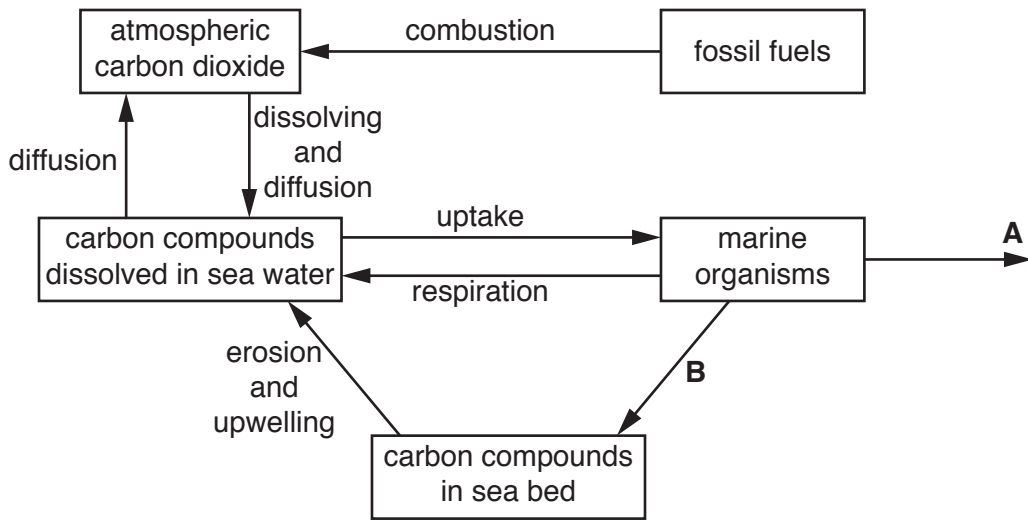 atmospheric
carbon dioxide
combustion
fossil fuels
diffusion
dissolving
and
diffusion
carbon compounds
dissolved in sea water
uptake
respiration
marine
organisms
A
erosion
and
upwelling
B
carbon compounds
in sea bed